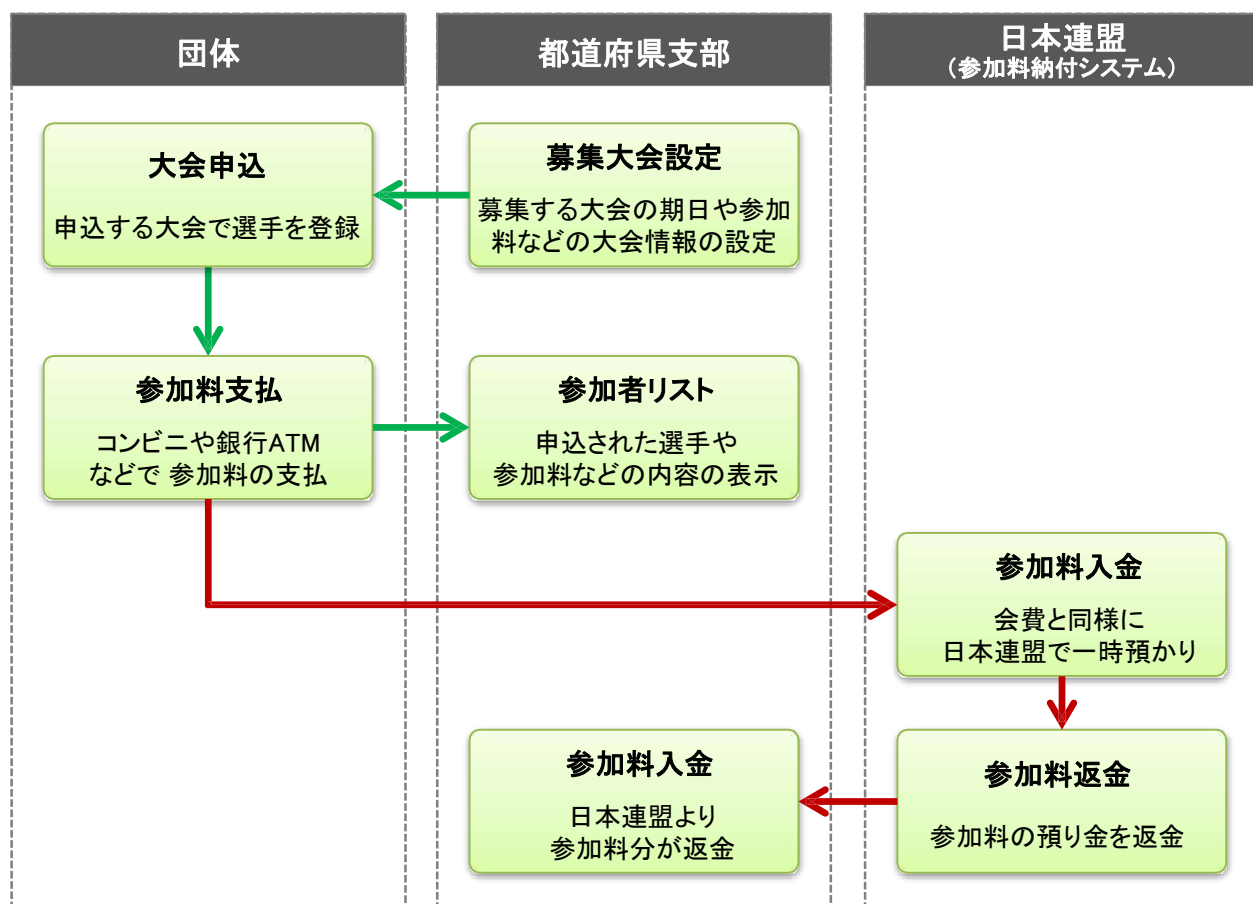 団体
都道府県支部
日本連盟
（参加料納付システム）
大会申込
申込する大会で選手を登録
募集大会設定
募集する大会の期日や参加
料などの大会情報の設定
参加料支払
コンビニや銀行ATM
などで 参加料の支払
参加者リスト
申込された選手や
参加料などの内容の表示
参加料入金
会費と同様に
日本連盟で一時預かり
参加料入金
日本連盟より
参加料分が返金
参加料返金
参加料の預り金を返金